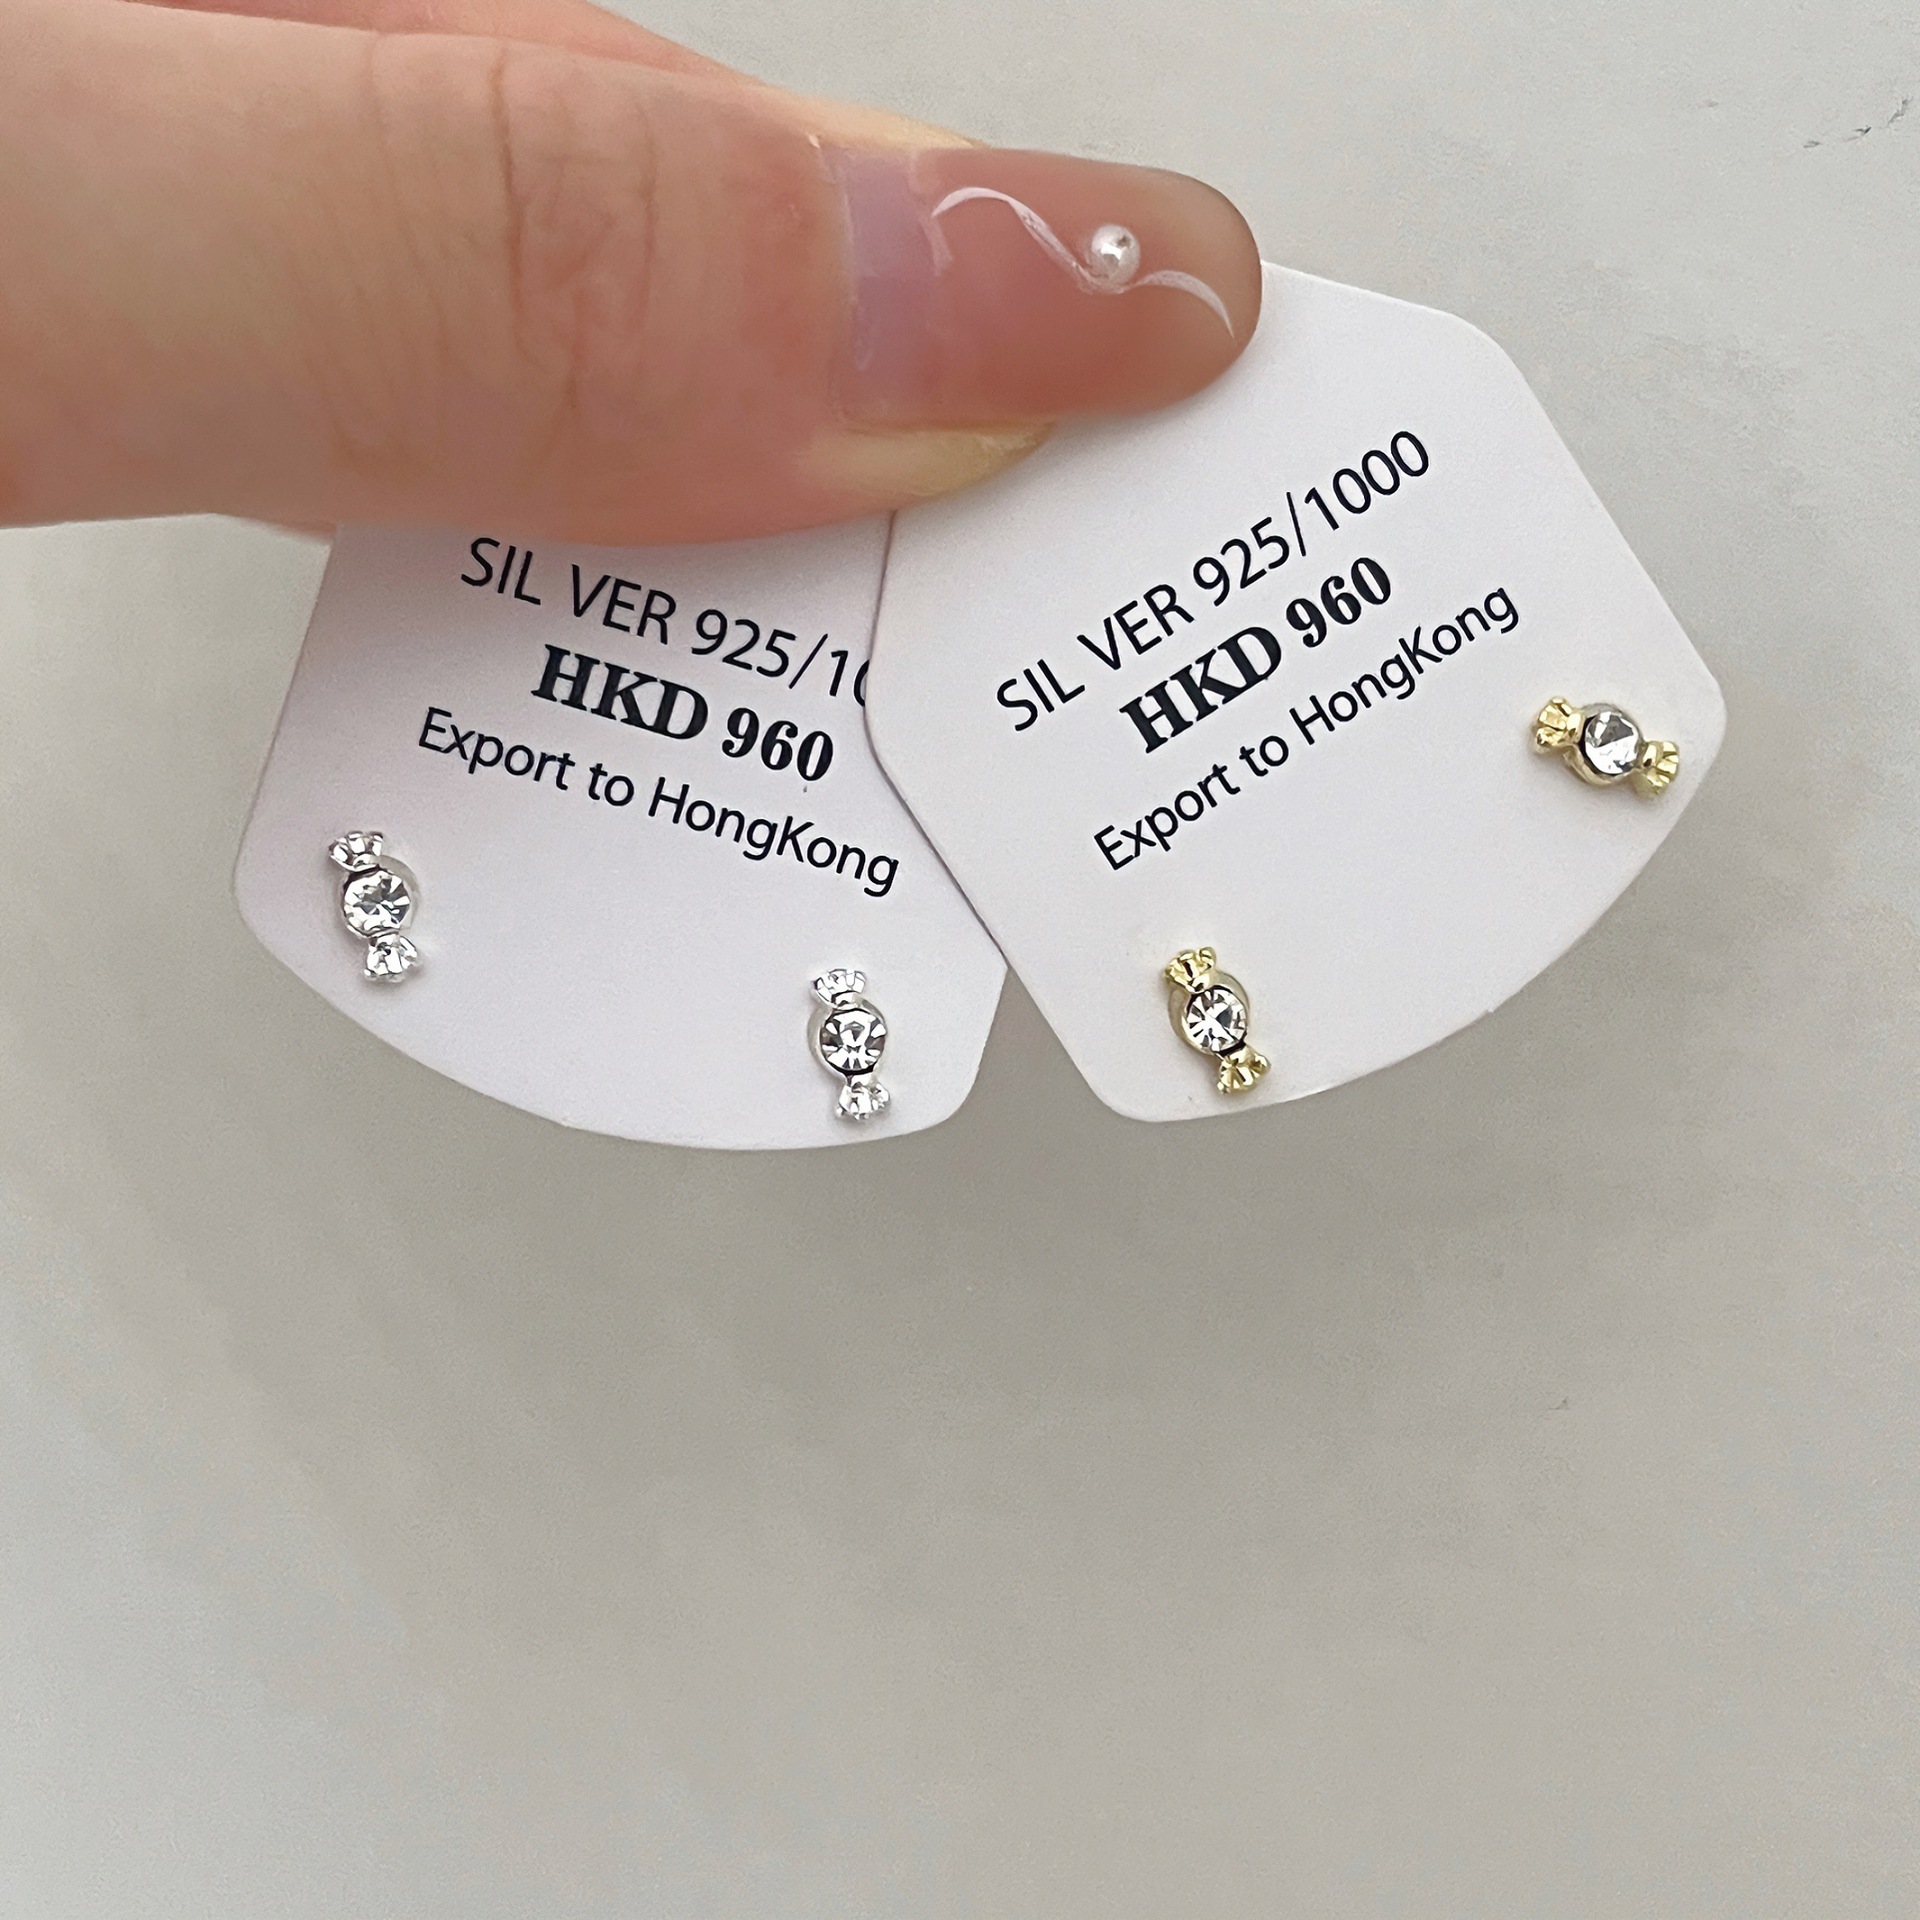 SIL VER 925/10
HKD 960
Export to HongKong
SIL VER 925/1000
HKD 960
Export to HongKong